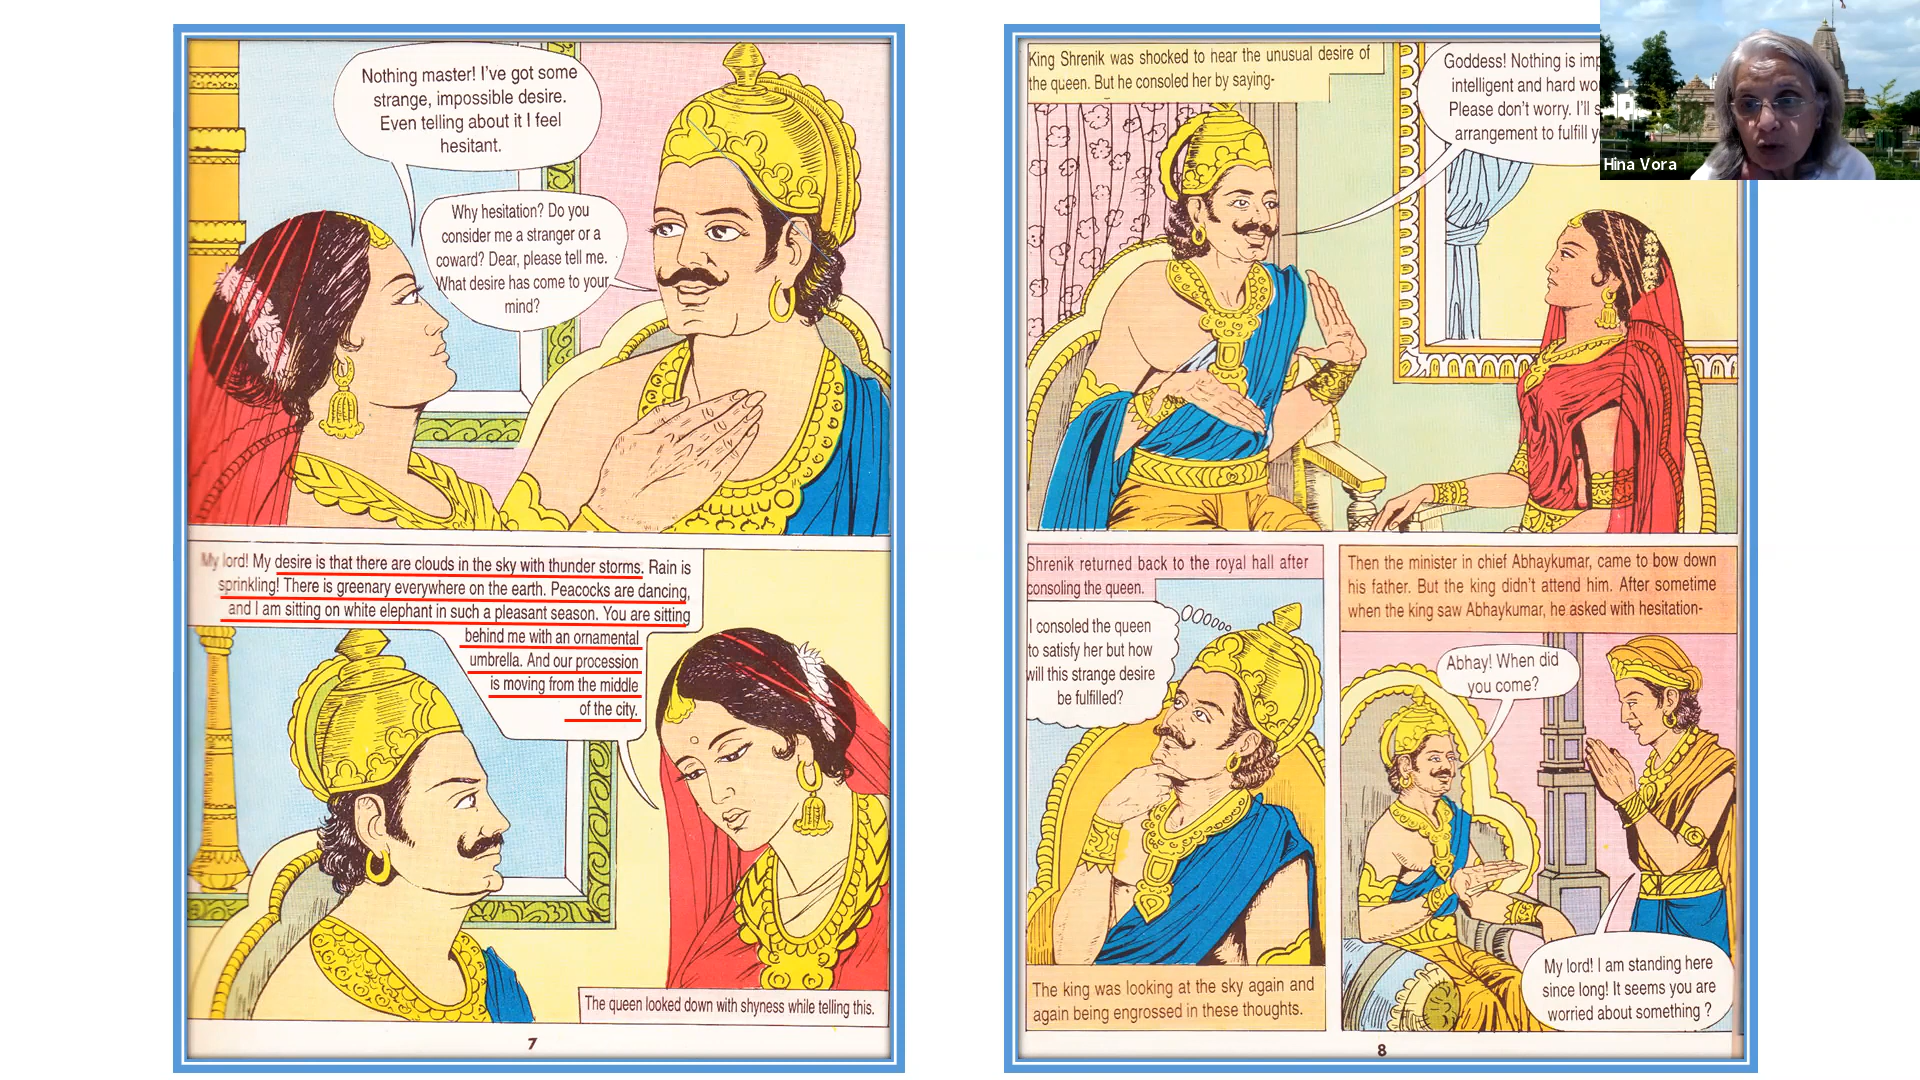 Nothing master! I've got some
strange, impossible desire.
Even telling about it I feel
hesitant.
Why hesitation? Do you
consider me a stranger or a
coward? Dear, please tell me.
What desire has come to your
mind?
My lord! My desire is that there are clouds in the sky with thunder storms. Rain is
sprinkling! There is greenary everywhere on the earth. Peacocks are dancing,
and I am sitting on white elephant in such a pleasant season. You are sitting
behind me with an ornamental
umbrella. And our procession
is moving from the middle
of the city.
The queen looked down with shyness while telling this.
7
King Shrenik was shocked to hear the unusual desire of
the queen. But he consoled her by saying-
Goddess! Nothing is
intelligent and hard
Please don't worry. I'll
arrangement to fulfill
Hina Vora
Shrenik returned back to the royal hall after
consoling the queen.
I consoled the queen
to satisfy her but how
will this strange desire
be fulfilled?
The king was looking at the sky again and
again being engrossed in these thoughts.
Then the minister in chief Abhaykumar, came to bow down
his father. But the king didn't attend him. After sometime
when the king saw Abhaykumar, he asked with hesitation-
Abhay! When did
you come?
My lord! I am standing here
since long! It seems you are
worried about something ?
8